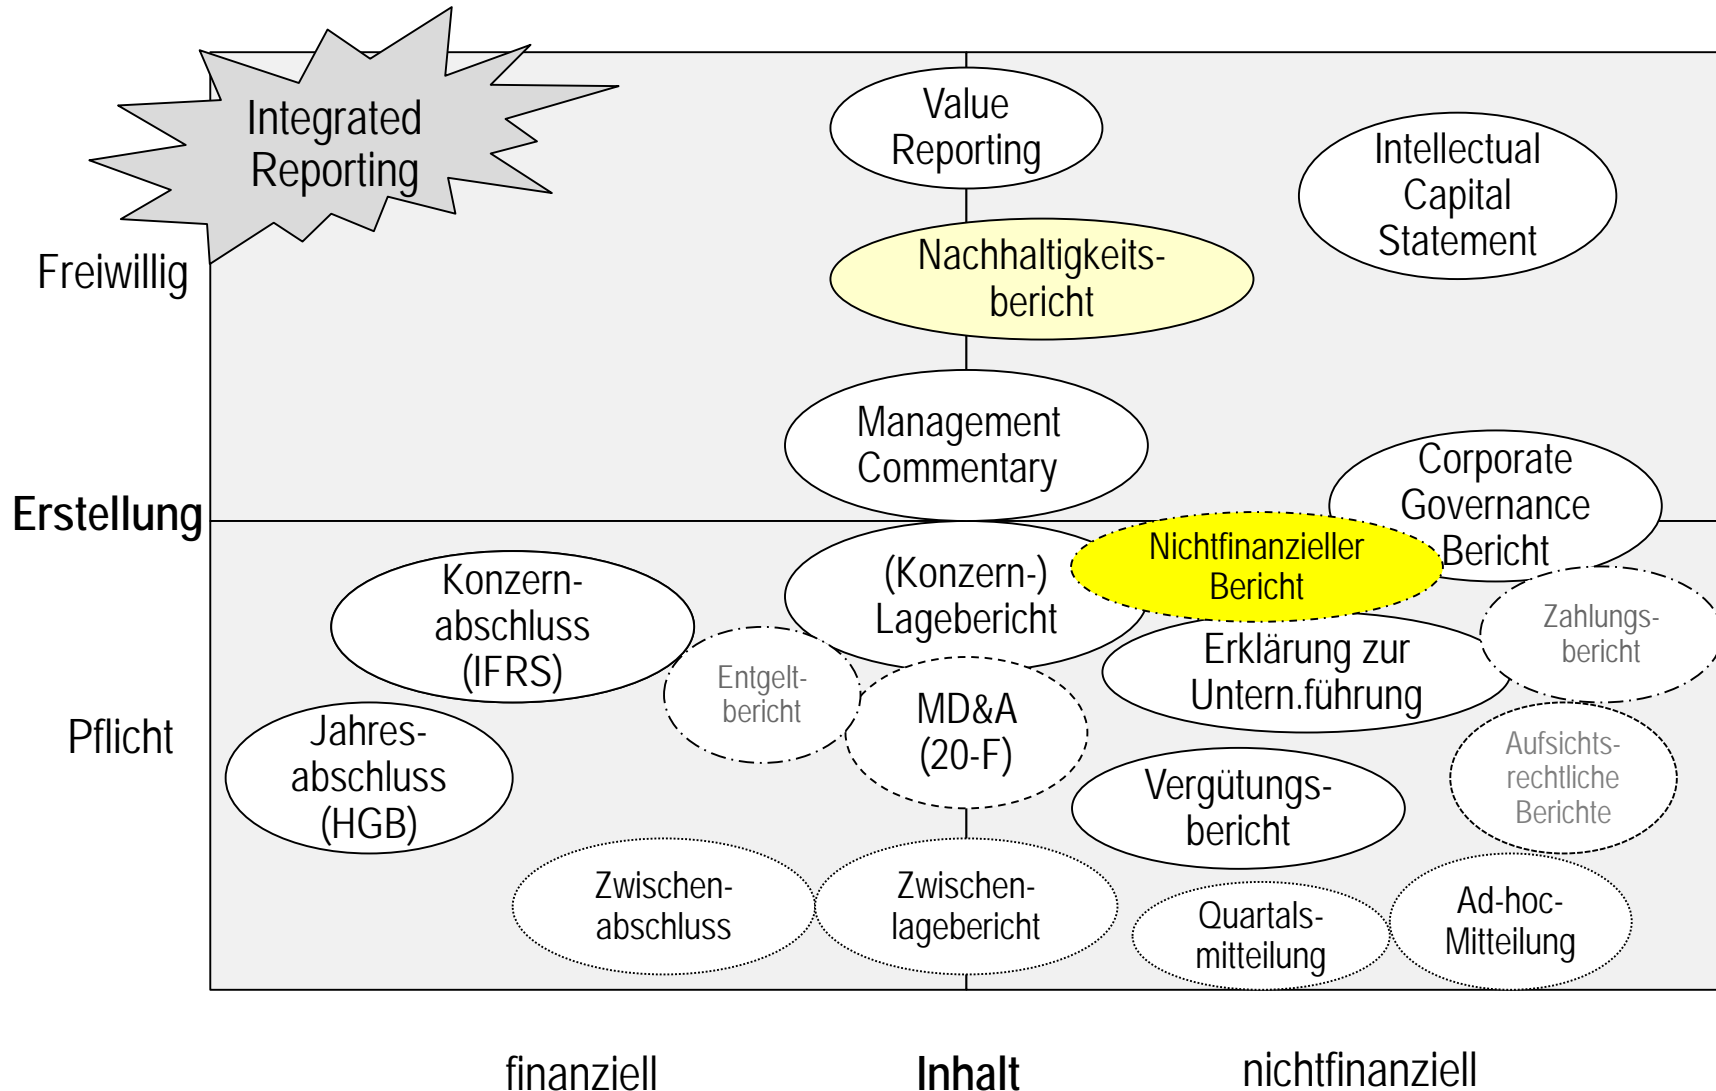 Integrated
Reporting
Value
Reporting
Intellectual
Capital
Statement
Nachhaltigkeits-
bericht
Freiwillig
Management
Commentary
Corporate
Governance
Bericht
Erstellung
Nichtfinanzieller
Bericht
(Konzern-)
Lagebericht
Konzern-
abschluss
(IFRS)
Zahlungs-
bericht
Erklärung zur
Untern.führung
Entgelt-
bericht
MD&A
(20-F)
Pflicht
Jahres-
abschluss
(HGB)
Aufsichts-
rechtliche
Berichte
Vergütungs-
bericht
Zwischen-
abschluss
Zwischen-
lagebericht
Quartals-
mitteilung
Ad-hoc-
Mitteilung
finanziell
Inhalt
nichtfinanziell